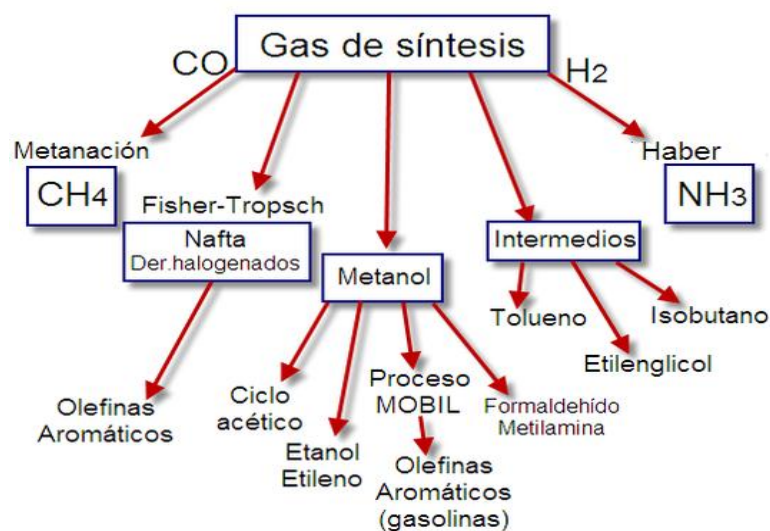 Gas de síntesis
CO
H2
Metanación
CH4
Haber
NH3
Fisher-Tropsch
Nafta
Der.halogenados
Intermedios
Metanol
Tolueno
Isobutano
Etilenglicol
Olefinas
Aromáticos
Ciclo
acético
Etanol
Etileno
Proceso
MOBIL
Olefinas
Aromáticos
(gasolinas)
Formaldehído
Metilamina